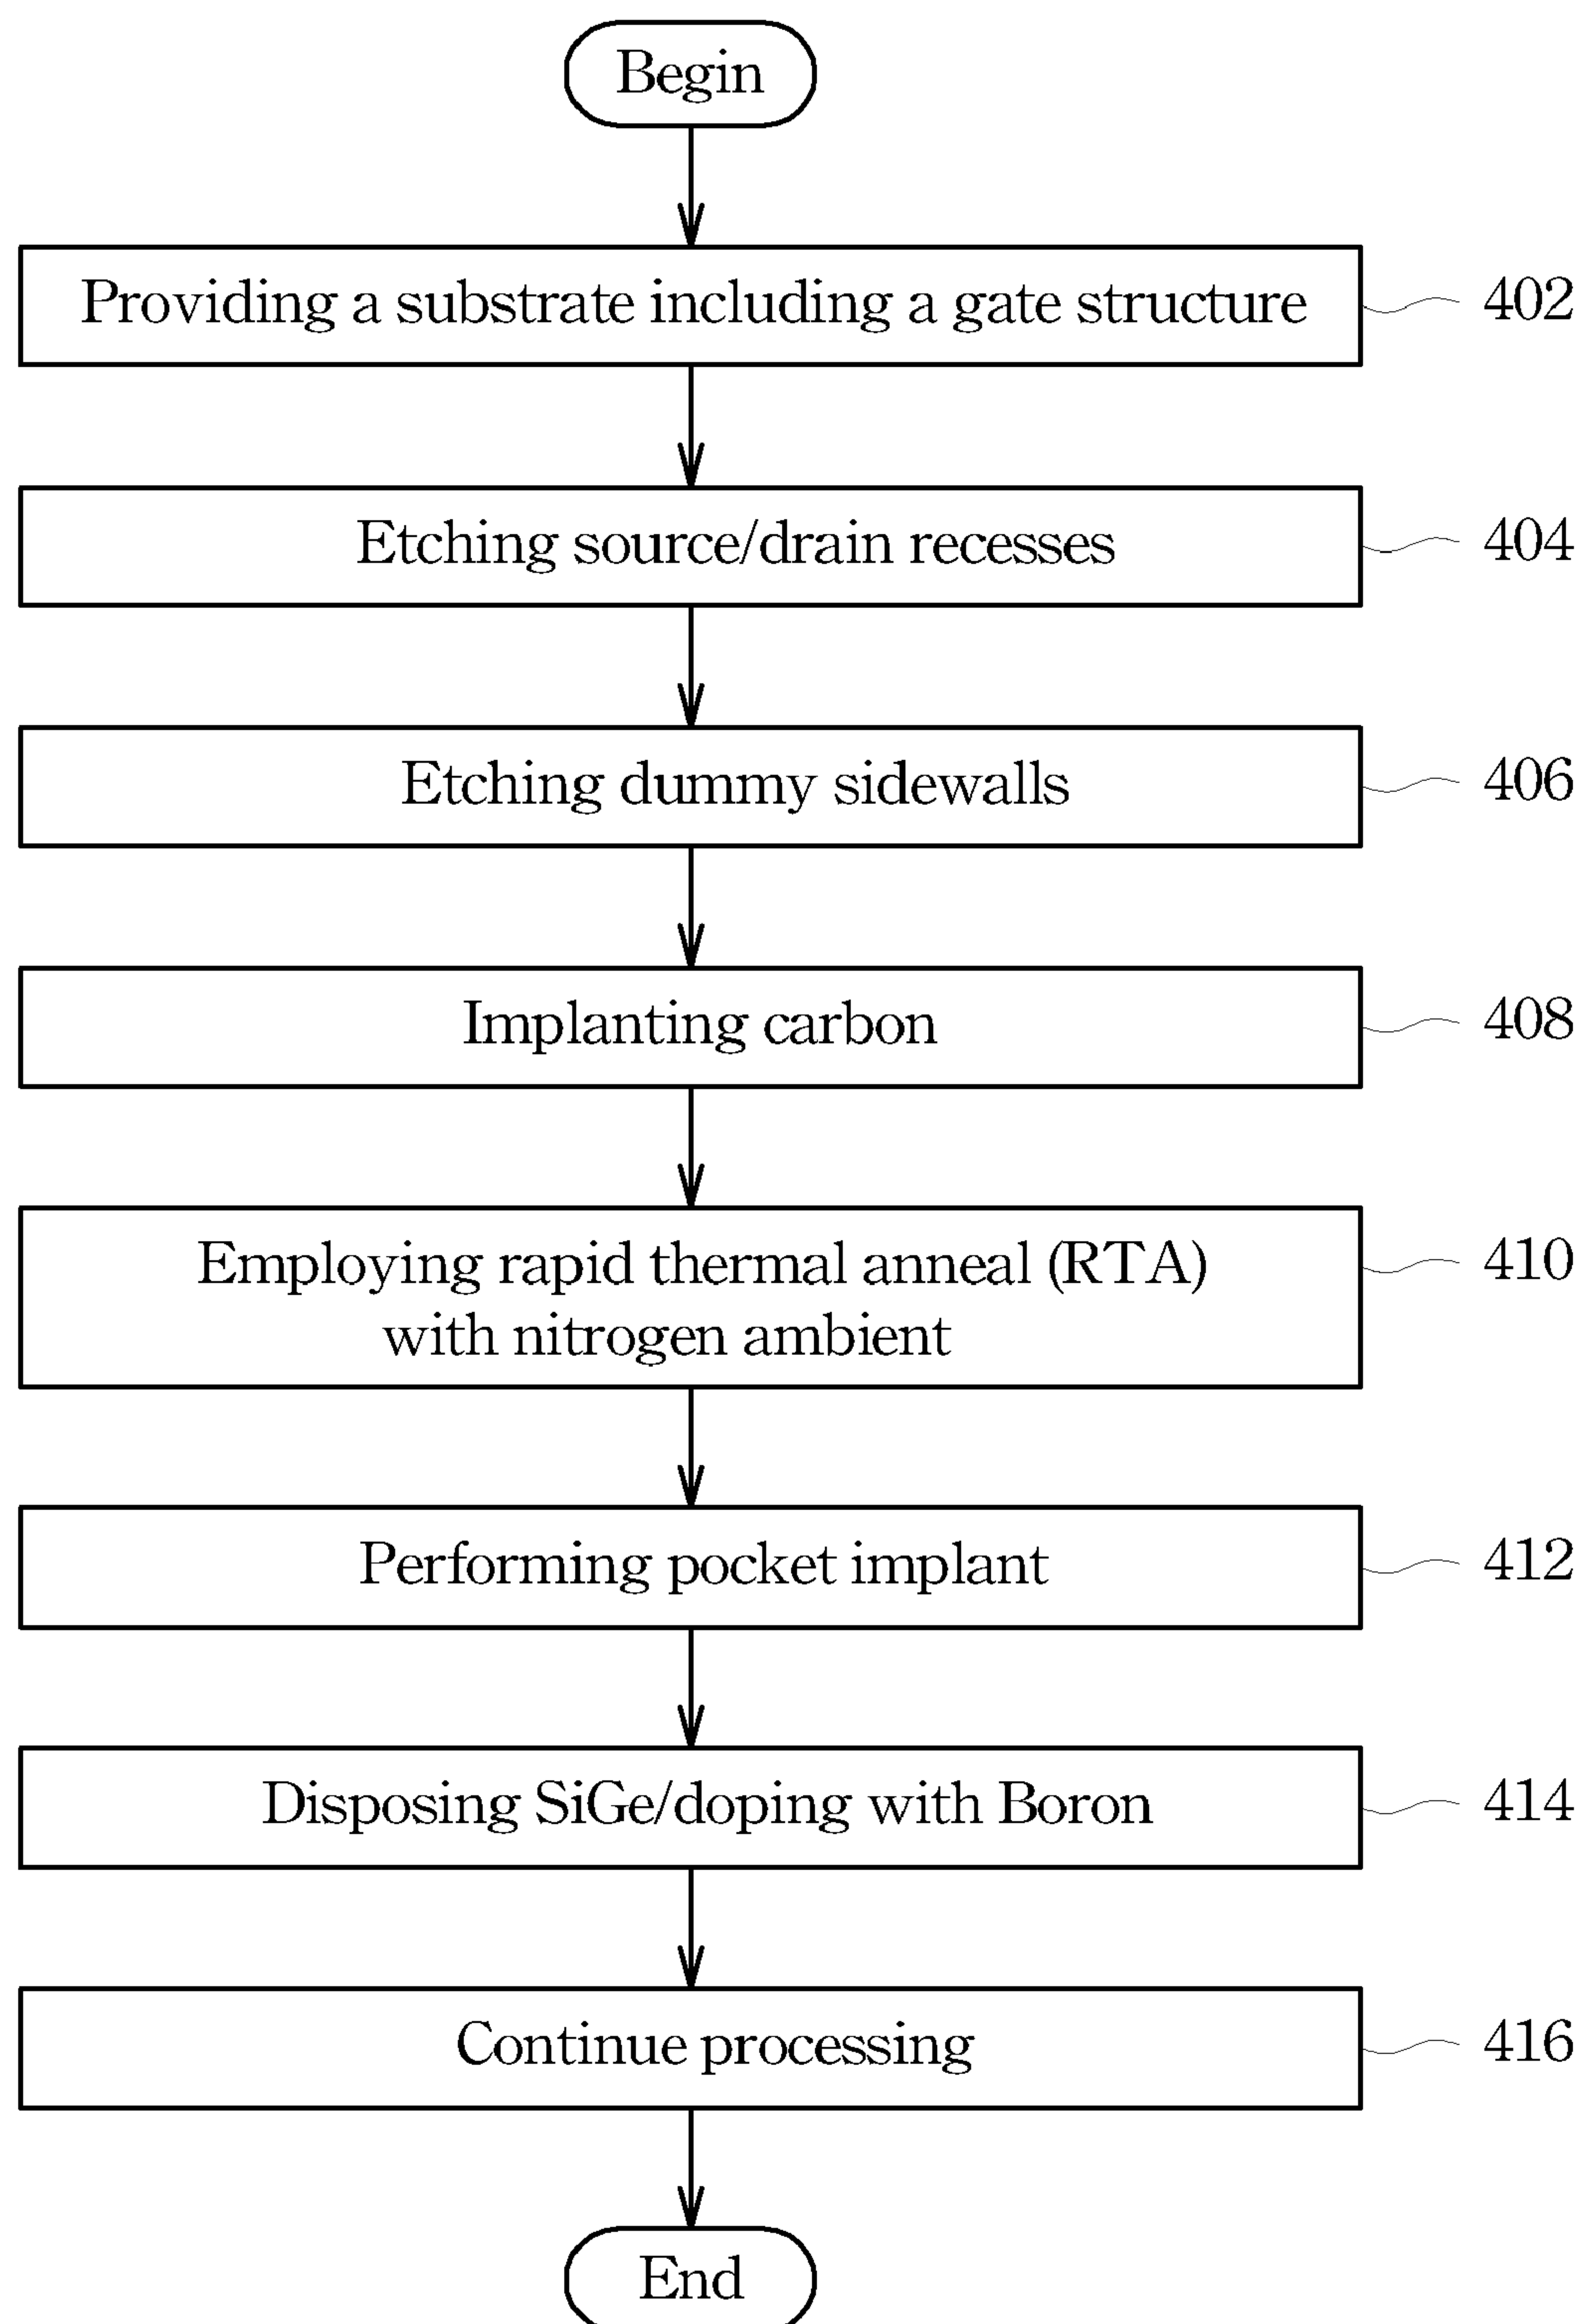 Begin
Providing a substrate including a gate structure
402
Etching source/drain recesses
404
Etching dummy sidewalls
406
Implanting carbon
408
Employing rapid thermal anneal (RTA)
with nitrogen ambient
410
Performing pocket implant
412
Disposing SiGe/doping with Boron
414
Continue processing
416
End